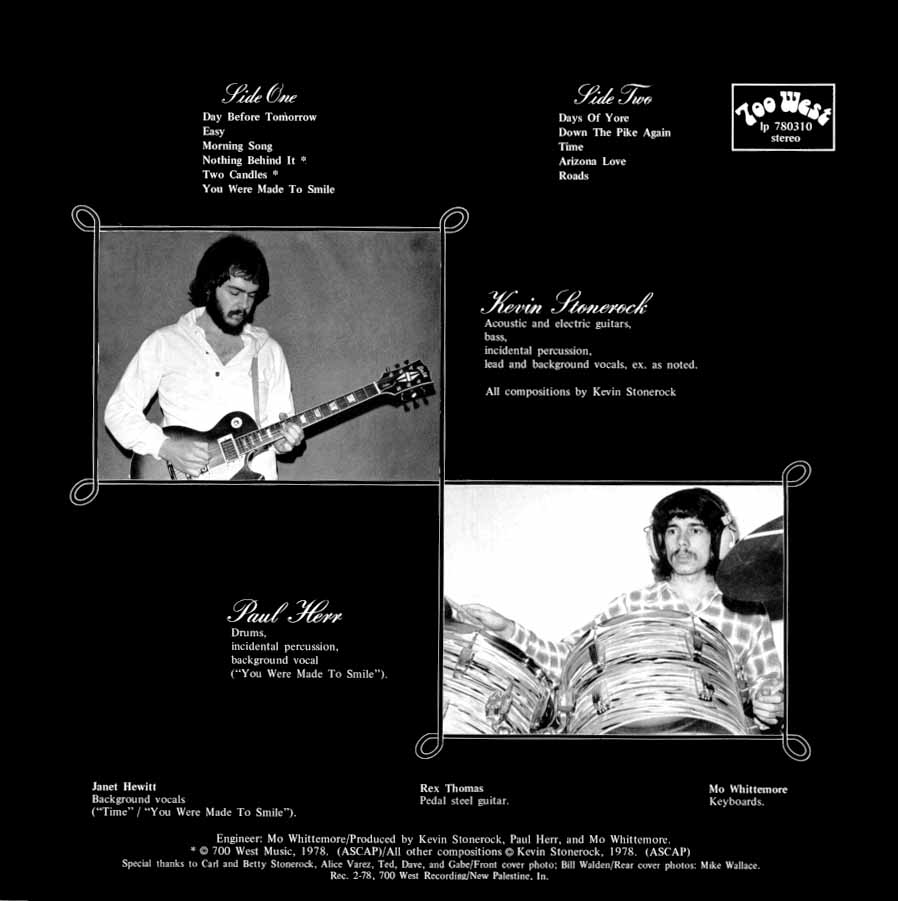 Side One
Day Before Tomorrow
Easy
Morning Song
Nothing Behind It *
Two Candles *
You Were Made To Smile
Side Two
Days Of Yore
Down The Pike Again
Time
Arizona Love
Roads
700 West
lp 780310
stereo
Kevin Stonerock
Acoustic and electric guitars,
bass,
incidental percussion,
lead and background vocals, ex. as noted.
All compositions by Kevin Stonerock
Paul Herr
Drums,
incidental percussion,
background vocal
("You Were Made To Smile").
Janet Hewitt
Background vocals
("Time" / "You Were Made To Smile").
Rex Thomas
Pedal steel guitar.
Mo Whittemore
Keyboards.
Engineer: Mo Whittemore/Produced by Kevin Stonerock, Paul Herr, and Mo Whittemore.
* © 700 West Music, 1978. (ASCAP)/All other compositions © Kevin Stonerock, 1978. (ASCAP)
Special thanks to Carl and Betty Stonerock, Alice Varez, Ted, Dave, and Gabe/Front cover photo; Bill Walden/Rear cover photos: Mike Wallace.
Rec. 2-78, 700 West Recording/New Palestine, In.